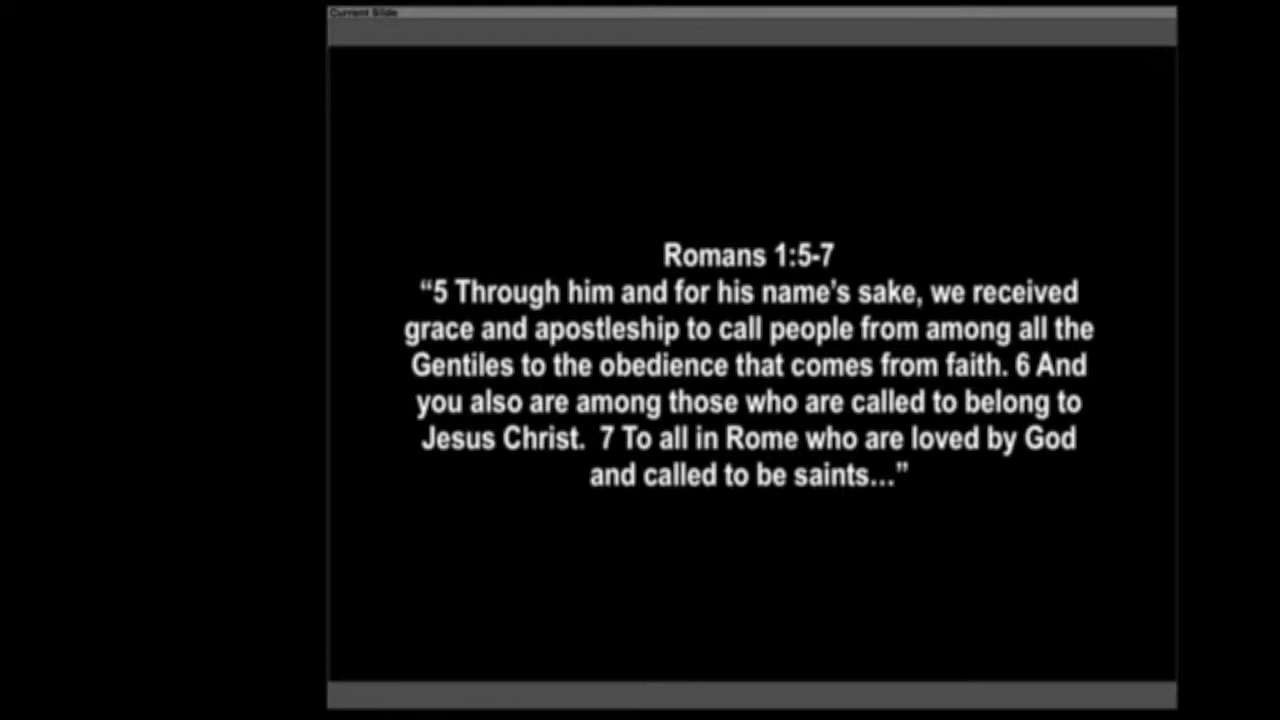 Current Slide
Romans 1:5-7
“5 Through him and for his name’s sake, we received
grace and apostleship to call people from among all the
Gentiles to the obedience that comes from faith. 6 And
you also are among those who are called to belong to
Jesus Christ.  7 To all in Rome who are loved by God
and called to be saints...”